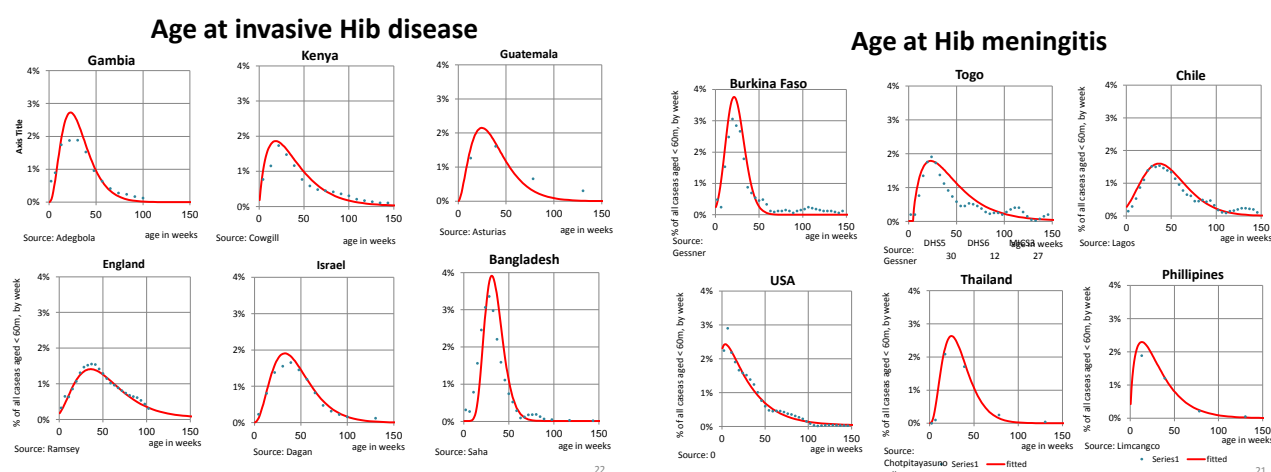 Age at invasive Hib disease
Gambia
Kenya
Guatemala
4%
3%
2%
1%
0%
Axis Title
0 50 100 150
age in weeks
Source: Adegbola
4%
3%
2%
1%
0%
0 50 100 150
age in weeks
Source: Cowgill
4%
3%
2%
1%
0%
0 50 100 150
age in weeks
Source: Asturias
England
Israel
Bangladesh
4%
3%
2%
1%
0%
% of all caseas aged < 60m, by week
0 50 100 150
age in weeks
Source: Ramsey
4%
3%
2%
1%
0%
0 50 100 150
age in weeks
Source: Dagan
4%
3%
2%
1%
0%
0 50 100 150
age in weeks
Source: Saha
22
Age at Hib meningitis
Burkina Faso
Togo
Chile
4%
3%
2%
1%
0%
% of all caseas aged < 60m, by week
0 50 100 150
age in weeks
Source:
Gessner
4%
3%
2%
1%
0%
% of all caseas aged < 60m, by week
0 50 100 150
age in weeks
DHS5 DHS6 MICS3
30 12 27
Source:
Gessner
4%
3%
2%
1%
0%
% of all caseas aged < 60m, by week
0 50 100 150
age in weeks
Source: Lagos
USA
Thailand
Phillipines
4%
3%
2%
1%
0%
% of all caseas aged < 60m, by week
0 50 100 150
age in weeks
Source: 0
4%
3%
2%
1%
0%
% of all caseas aged < 60m, by week
0 50 100 150
age in weeks
Source:
Chotpitayasuno
Series1 fitted
4%
3%
2%
1%
0%
% of all caseas aged < 60m, by week
0 50 100 150
age in weeks
Source: Limcangco
Series1 fitted
21